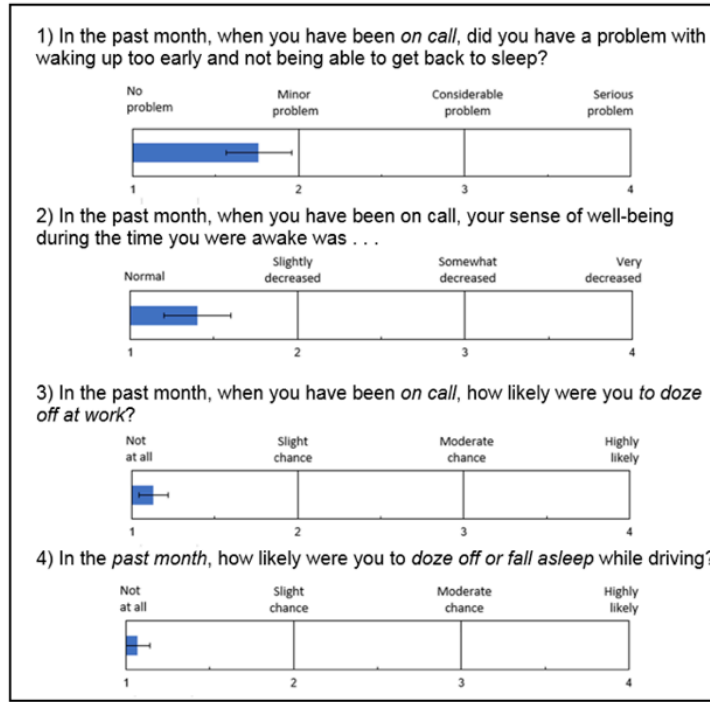 1) In the past month, when you have been on call, did you have a problem with
waking up too early and not being able to get back to sleep?
No problem
Minor problem
Considerable problem
Serious problem
1 2 3 4
2) In the past month, when you have been on call, your sense of well-being
during the time you were awake was . . .
Normal
Slightly decreased
Somewhat decreased
Very decreased
1 2 3 4
3) In the past month, when you have been on call, how likely were you to doze
off at work?
Not at all
Slight chance
Moderate chance
Highly likely
1 2 3 4
4) In the past month, how likely were you to doze off or fall asleep while driving?
Not at all
Slight chance
Moderate chance
Highly likely
1 2 3 4